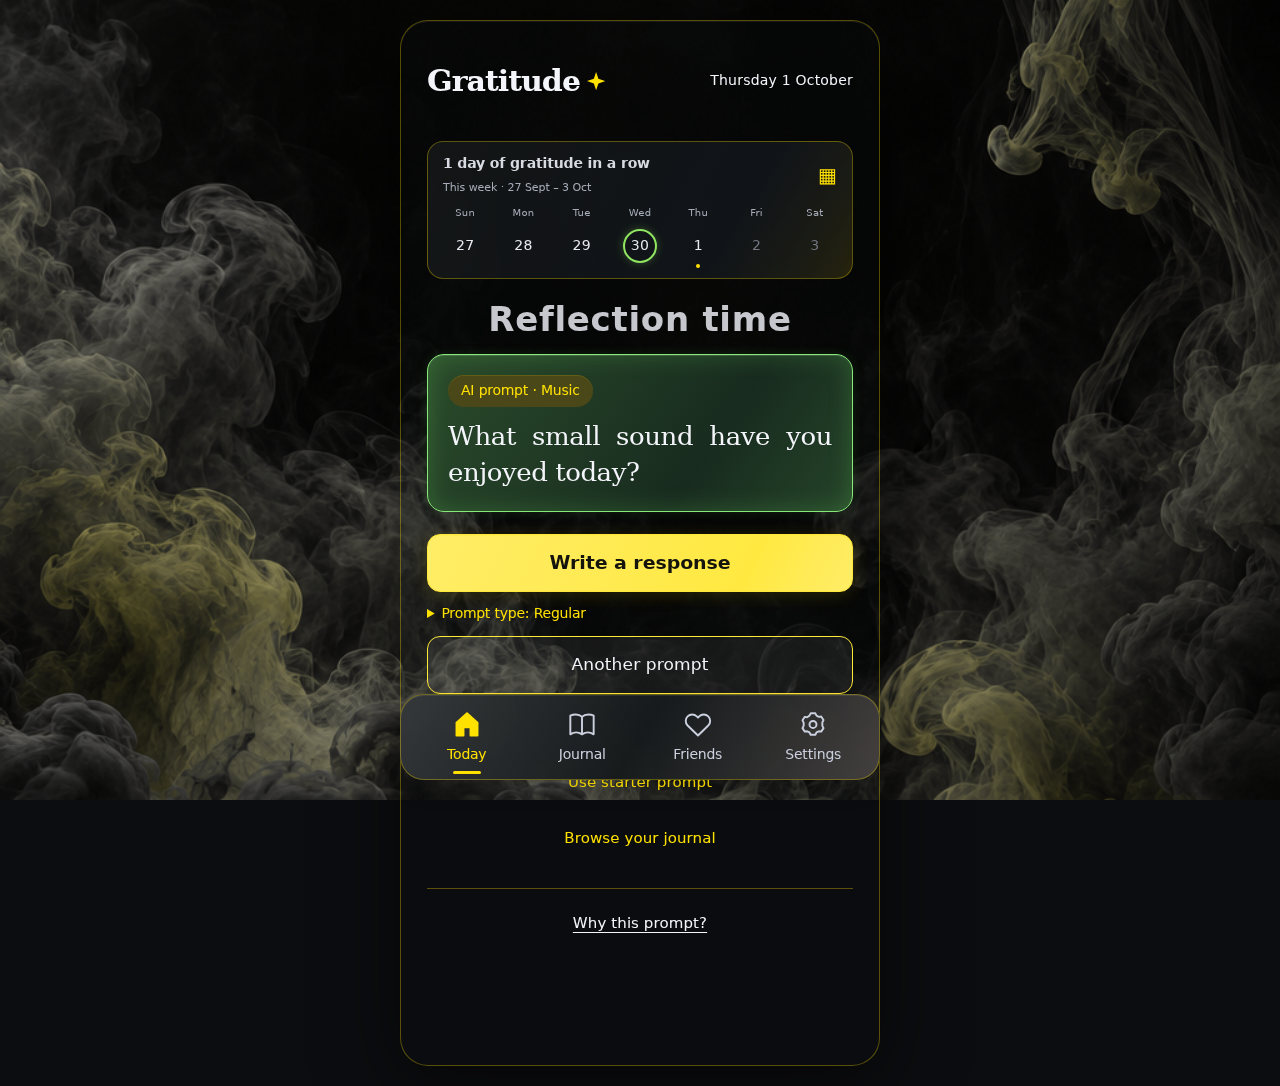 Gratitude
Thursday 1 October
1 day of gratitude in a row
This week · 27 Sept – 3 Oct
Sun Mon Tue Wed Thu Fri Sat
27 28 29 30 1 2 3
Reflection time
AI prompt · Music
What small sound have you
enjoyed today?
Write a response
Prompt type: Regular
Another prompt
Today Journal Friends Settings
Use starter prompt
Browse your journal
Why this prompt?